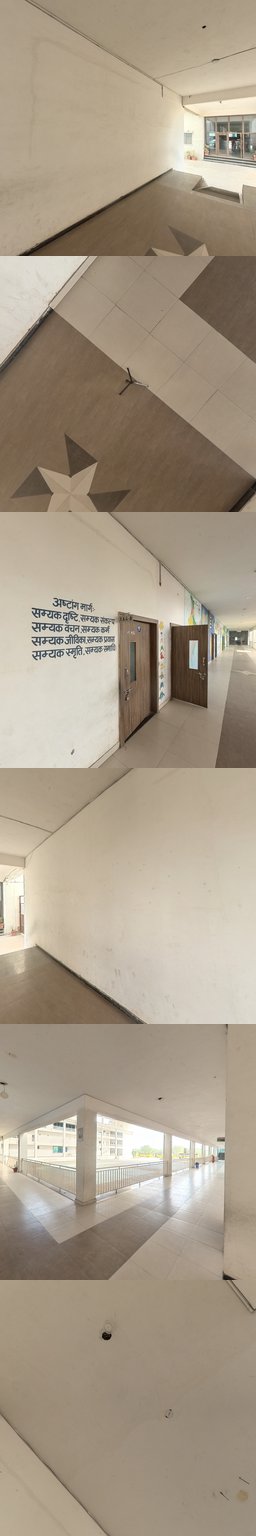 अष्टांग मार्ग:
सम्यक दृष्टि, सम्यक संकल्प
सम्यक वचन, सम्यक कर्म
सम्यक जीविका, सम्यक प्रयास
सम्यक स्मृति, सम्यक समाधि